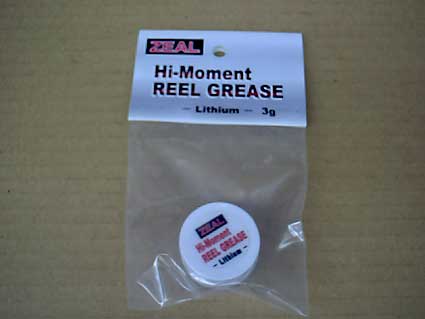 ZEAL
Hi-Moment
REEL GREASE
- Lithium - 3g
ZEAL
Hi-Moment
REEL GREASE
- Lithium -